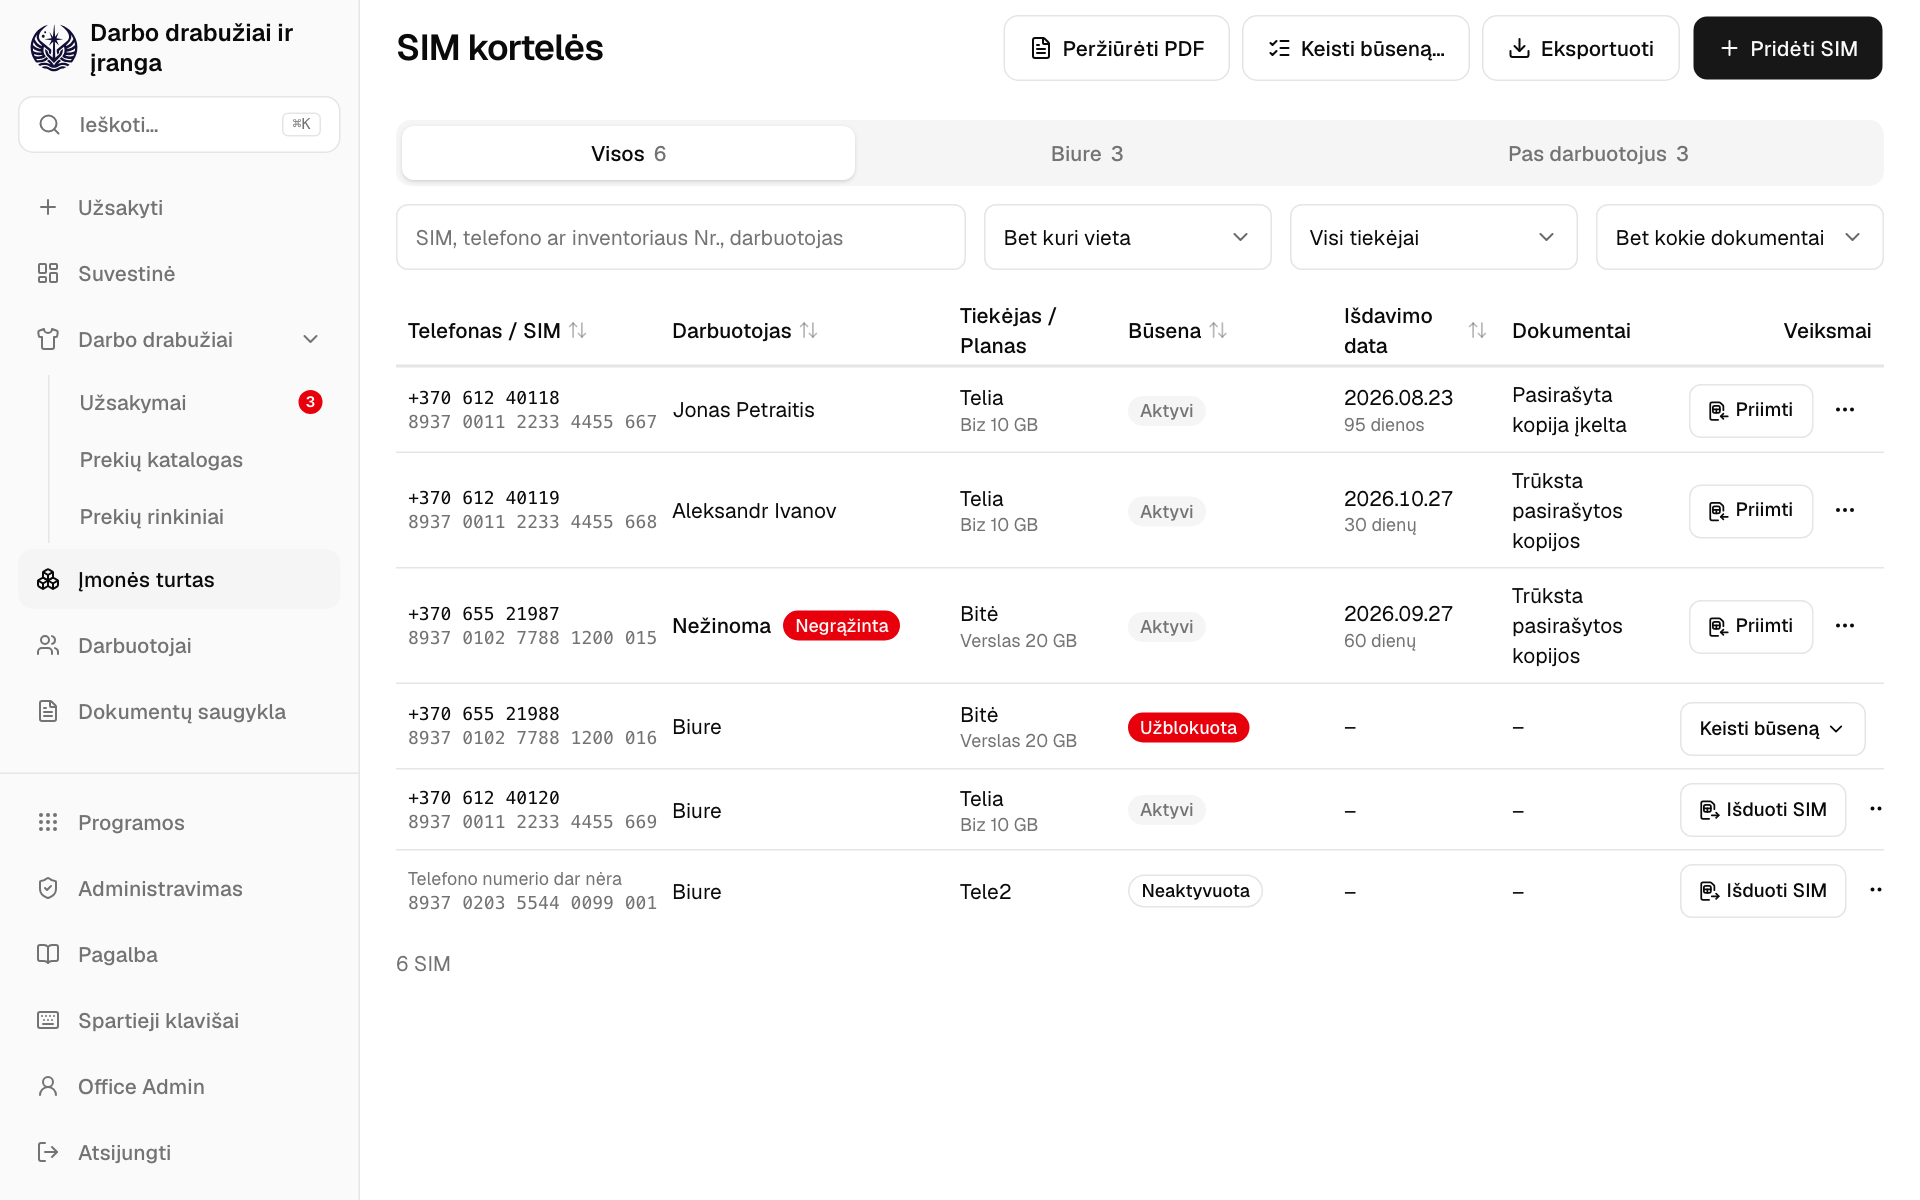 Darbo drabužiai ir
įranga
Ieškoti...
⌘K
Užsakyti
Suvestinė
Darbo drabužiai
Užsakymai
3
Prekių katalogas
Prekių rinkiniai
Įmonės turtas
Darbuotojai
Dokumentų saugykla
Programos
Administravimas
Pagalba
Spartieji klavišai
Office Admin
Atsijungti
SIM kortelės
Peržiūrėti PDF
Keisti būseną...
Eksportuoti
Pridėti SIM
Visos 6
Biure 3
Pas darbuotojus 3
SIM, telefono ar inventoriaus Nr., darbuotojas
Bet kuri vieta
Visi tiekėjai
Bet kokie dokumentai
Telefonas / SIM
Darbuotojas
Tiekėjas /
Planas
Būsena
Išdavimo
data
Dokumentai
Veiksmai
+370 612 40118
8937 0011 2233 4455 667
Jonas Petraitis
Telia
Biz 10 GB
Aktyvi
2026.08.23
95 dienos
Pasirašyta
kopija įkelta
Priimti
+370 612 40119
8937 0011 2233 4455 668
Aleksandr Ivanov
Telia
Biz 10 GB
Aktyvi
2026.10.27
30 dienų
Trūksta
pasirašytos
kopijos
Priimti
+370 655 21987
8937 0102 7788 1200 015
Nežinoma
Negrąžinta
Bitė
Verslas 20 GB
Aktyvi
2026.09.27
60 dienų
Trūksta
pasirašytos
kopijos
Priimti
+370 655 21988
8937 0102 7788 1200 016
Biure
Bitė
Verslas 20 GB
Užblokuota
–
–
Keisti būseną
+370 612 40120
8937 0011 2233 4455 669
Biure
Telia
Biz 10 GB
Aktyvi
–
–
Išduoti SIM
Telefono numerio dar nėra
8937 0203 5544 0099 001
Biure
Tele2
Neaktyvuota
–
–
Išduoti SIM
6 SIM